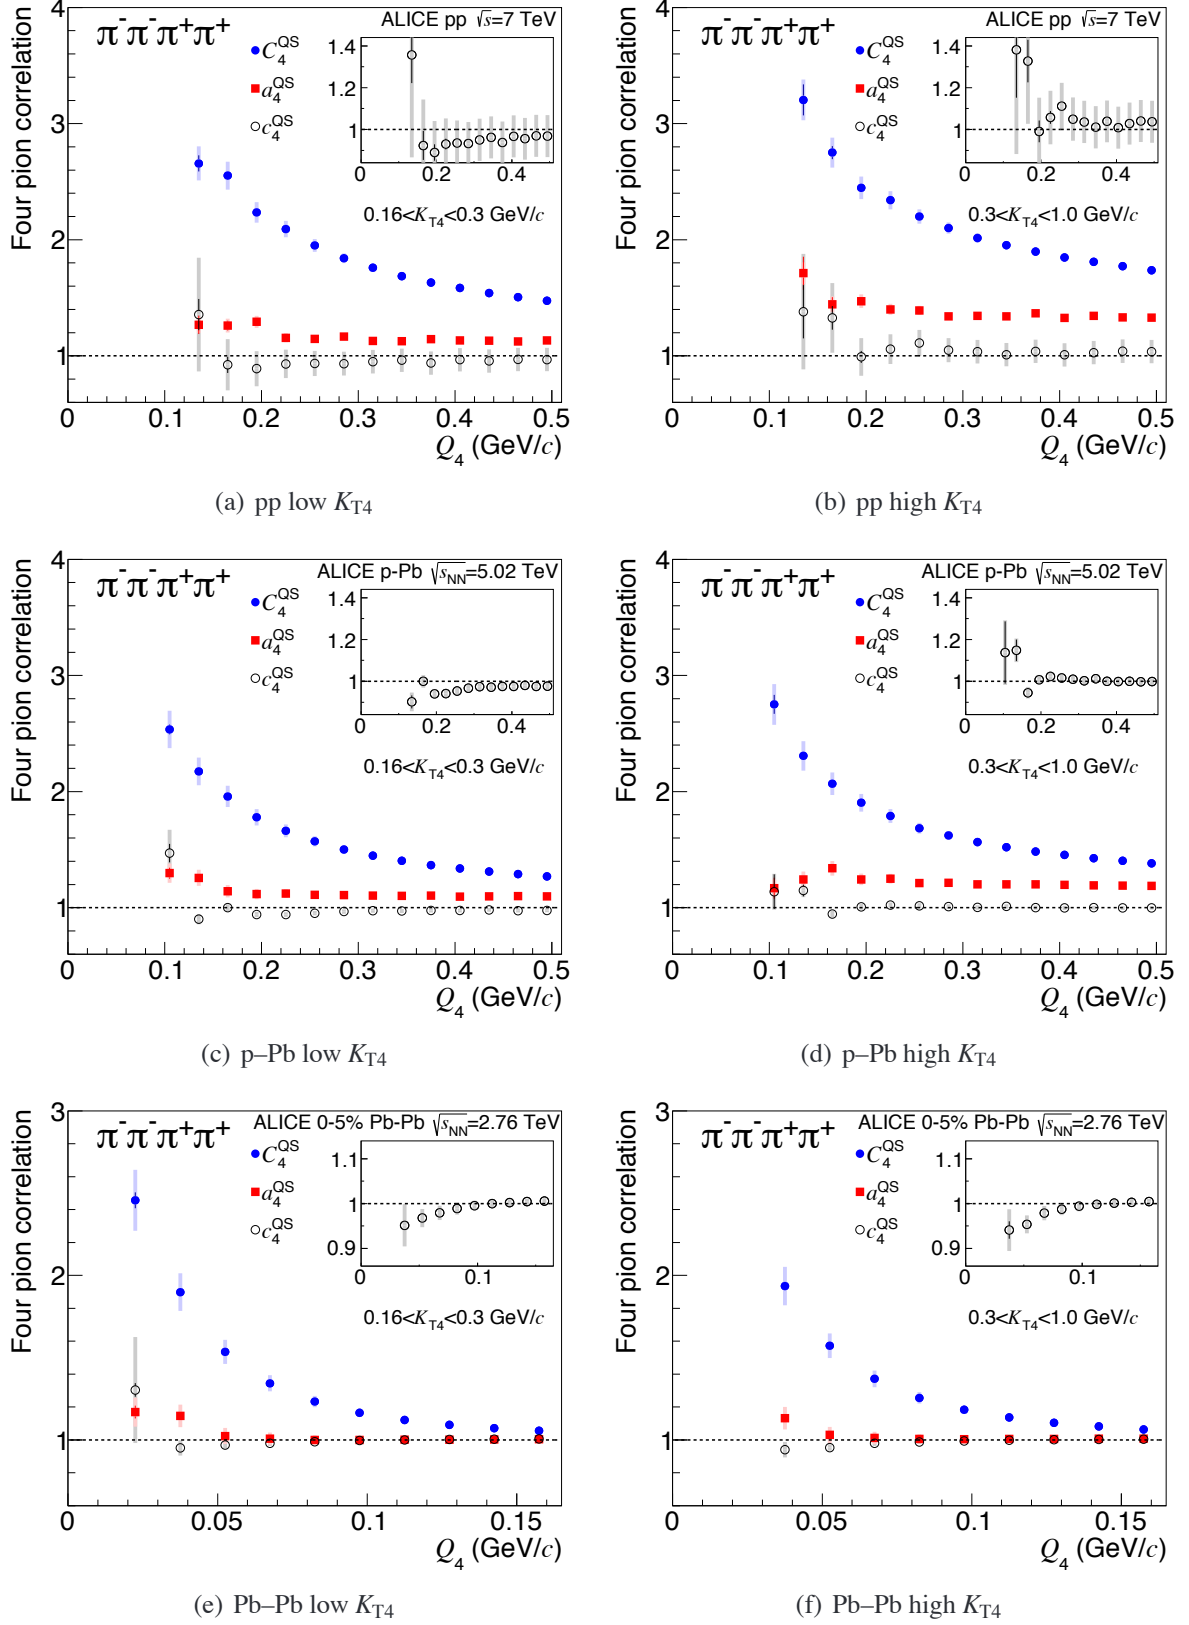 ALICE pp √s=7 TeV
π⁻π⁻π⁺π⁺
Four pion correlation
C₄^QS
a₄^QS
c₄^QS
0.16<K_T4<0.3 GeV/c
1.4
1.2
1
0 0.2 0.4
4
3
2
1
0 0.1 0.2 0.3 0.4 0.5
Q₄ (GeV/c)
(a) pp low K_T4
ALICE pp √s=7 TeV
π⁻π⁻π⁺π⁺
Four pion correlation
C₄^QS
a₄^QS
c₄^QS
0.3<K_T4<1.0 GeV/c
1.4
1.2
1
0 0.2 0.4
4
3
2
1
0 0.1 0.2 0.3 0.4 0.5
Q₄ (GeV/c)
(b) pp high K_T4
ALICE p-Pb √s_NN=5.02 TeV
π⁻π⁻π⁺π⁺
Four pion correlation
C₄^QS
a₄^QS
c₄^QS
0.16<K_T4<0.3 GeV/c
1.4
1.2
1
0 0.2 0.4
4
3
2
1
0 0.1 0.2 0.3 0.4 0.5
Q₄ (GeV/c)
(c) p–Pb low K_T4
ALICE p-Pb √s_NN=5.02 TeV
π⁻π⁻π⁺π⁺
Four pion correlation
C₄^QS
a₄^QS
c₄^QS
0.3<K_T4<1.0 GeV/c
1.4
1.2
1
0 0.2 0.4
4
3
2
1
0 0.1 0.2 0.3 0.4 0.5
Q₄ (GeV/c)
(d) p–Pb high K_T4
ALICE 0-5% Pb-Pb √s_NN=2.76 TeV
π⁻π⁻π⁺π⁺
Four pion correlation
C₄^QS
a₄^QS
c₄^QS
0.16<K_T4<0.3 GeV/c
1.1
1
0.9
0 0.1
3
2
1
0 0.05 0.1 0.15
Q₄ (GeV/c)
(e) Pb–Pb low K_T4
ALICE 0-5% Pb-Pb √s_NN=2.76 TeV
π⁻π⁻π⁺π⁺
Four pion correlation
C₄^QS
a₄^QS
c₄^QS
0.3<K_T4<1.0 GeV/c
1.1
1
0.9
0 0.1
3
2
1
0 0.05 0.1 0.15
Q₄ (GeV/c)
(f) Pb–Pb high K_T4